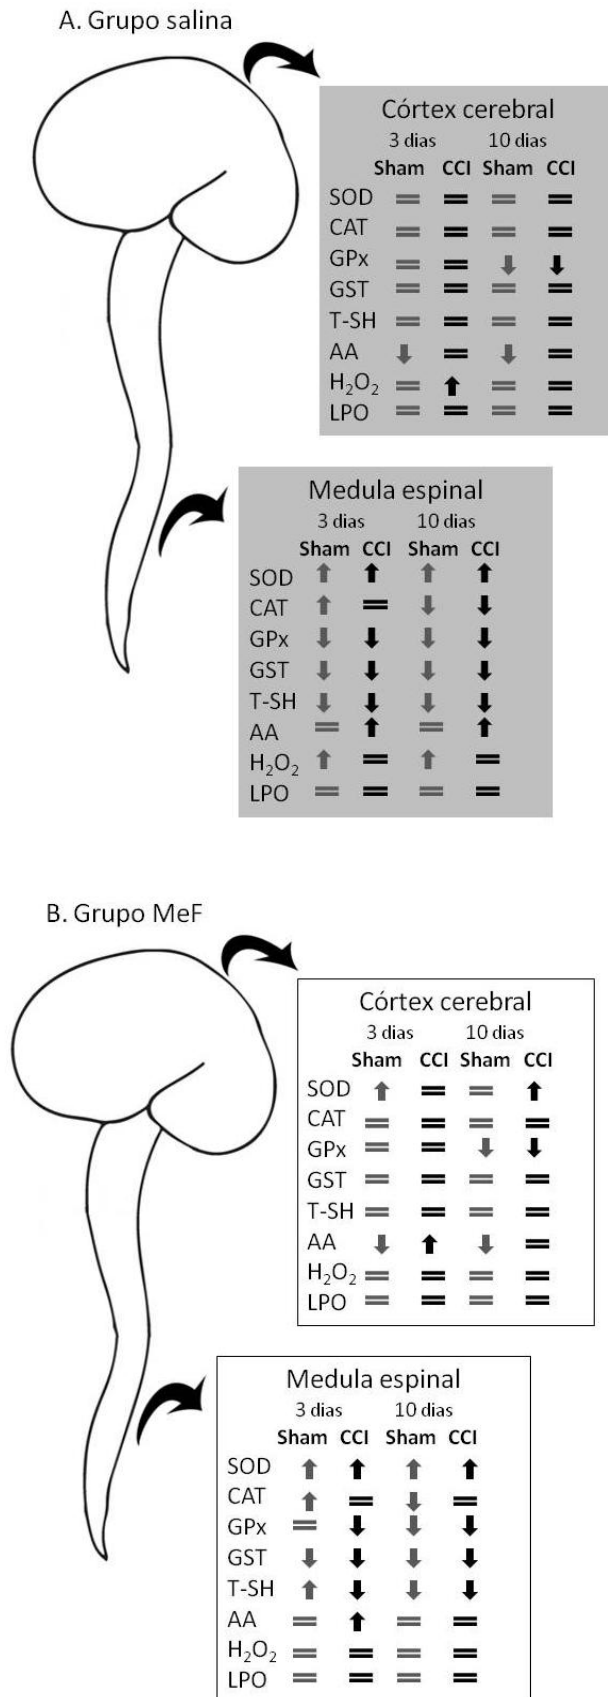 A. Grupo salina
Córtex cerebral
3 dias 10 dias
Sham CCI Sham CCI
SOD
CAT
GPx
GST
T-SH
AA
H₂O₂
LPO
Medula espinal
3 dias 10 dias
Sham CCI Sham CCI
SOD
CAT
GPx
GST
T-SH
AA
H₂O₂
LPO
B. Grupo MeF
Córtex cerebral
3 dias 10 dias
Sham CCI Sham CCI
SOD
CAT
GPx
GST
T-SH
AA
H₂O₂
LPO
Medula espinal
3 dias 10 dias
Sham CCI Sham CCI
SOD
CAT
GPx
GST
T-SH
AA
H₂O₂
LPO